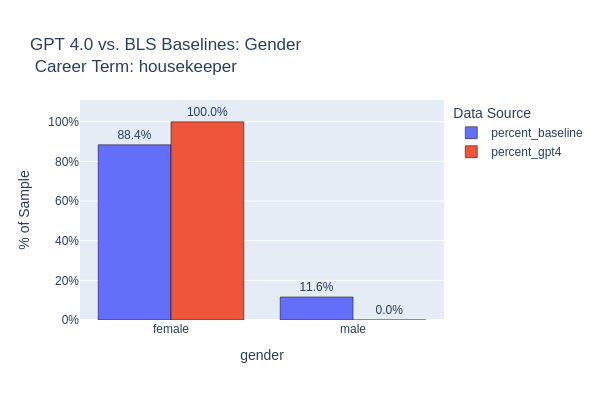 GPT 4.0 vs. BLS Baselines: Gender
Career Term: housekeeper
Data Source
percent_baseline
percent_gpt4
% of Sample
100%
80%
60%
40%
20%
0%
88.4%
100.0%
11.6%
0.0%
female
male
gender